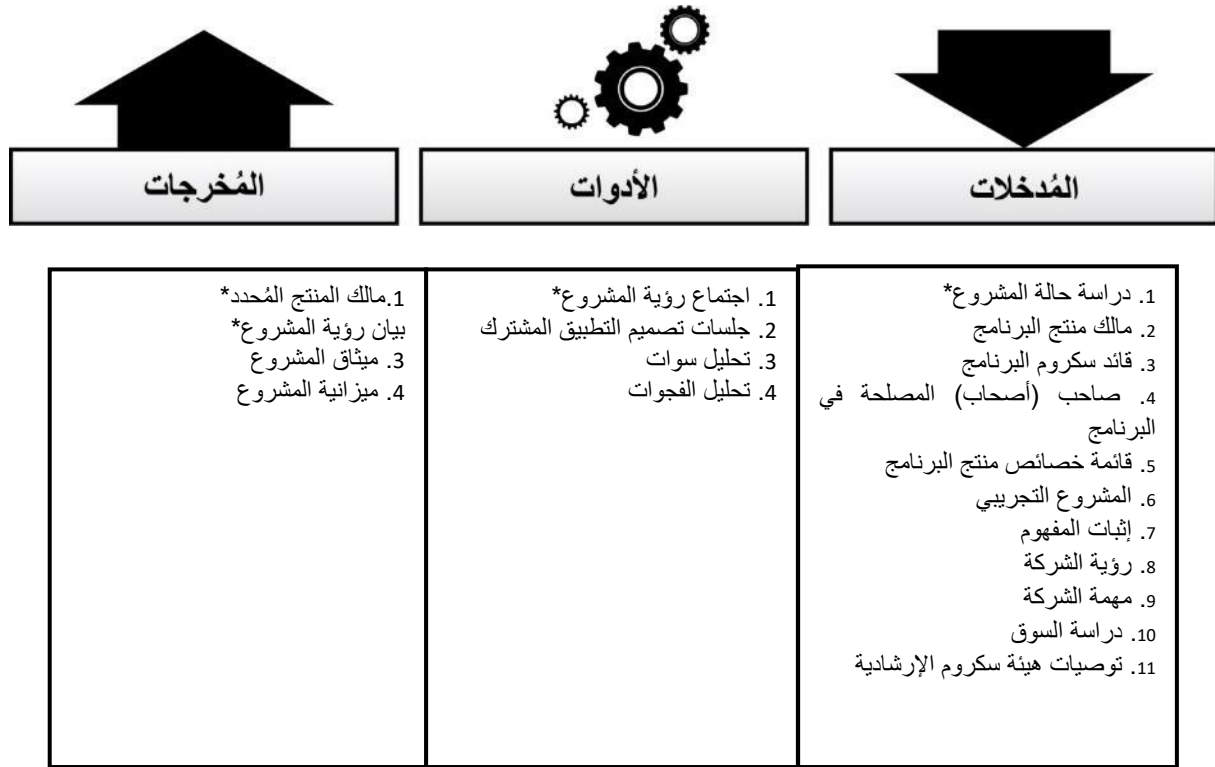 المُدخلات
الأدوات
المُخرجات
1. دراسة حالة المشروع*
2. مالك منتج البرنامج
3. قائد سكروم البرنامج
4. صاحب (أصحاب) المصلحة في
البرنامج
5. قائمة خصائص منتج البرنامج
6. المشروع التجريبي
7. إثبات المفهوم
8. رؤية الشركة
9. مهمة الشركة
10. دراسة السوق
11. توصيات هيئة سكروم الإرشادية
1. اجتماع رؤية المشروع*
2. جلسات تصميم التطبيق المشترك
3. تحليل سوات
4. تحليل الفجوات
1.مالك المنتج المُحدد*
بيان رؤية المشروع*
3. ميثاق المشروع
4. ميزانية المشروع